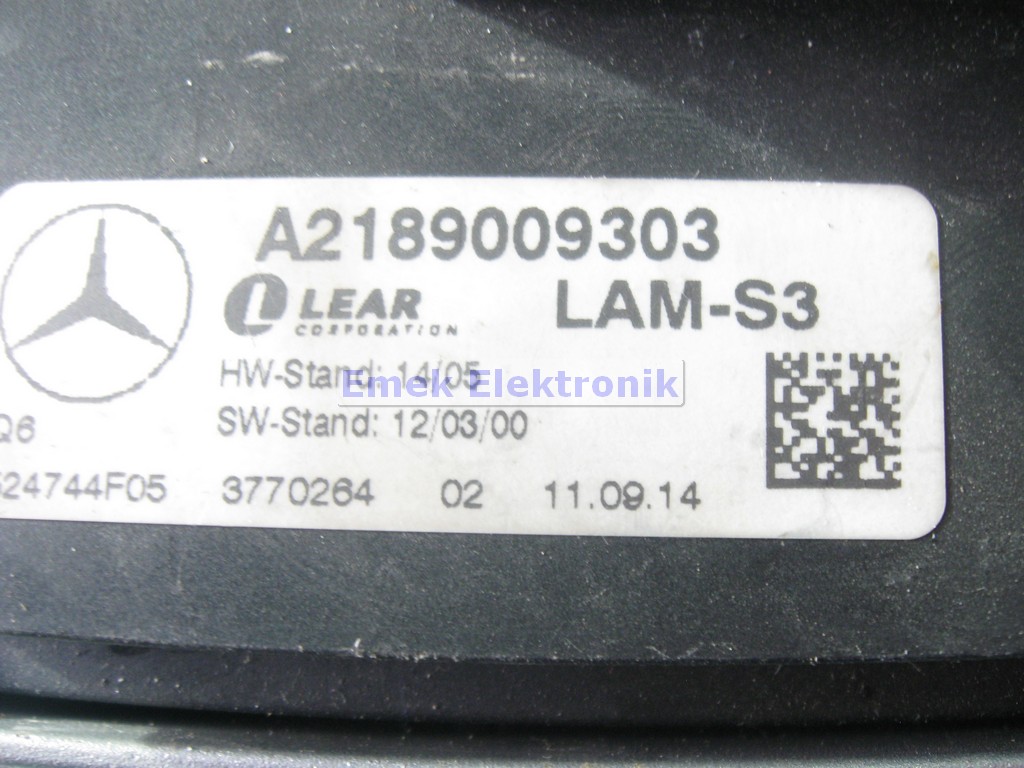 A2189009303
LEAR LAM-S3
CORPORATION
HW-Stand: 14/05
Emek Elektronik
SW-Stand: 12/03/00
Q6
524744F05 3770264 02 11.09.14